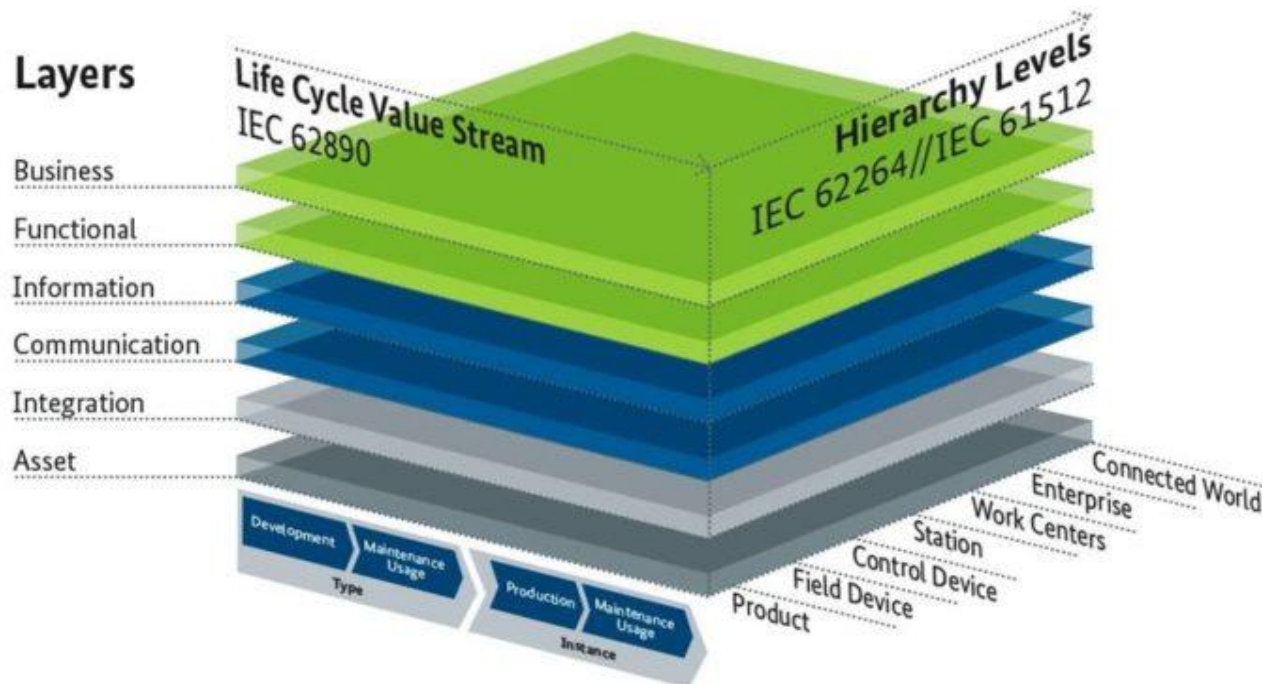 Layers
Life Cycle Value Stream
IEC 62890
Hierarchy Levels
IEC 62264//IEC 61512
Business
Functional
Information
Communication
Integration
Asset
Development
Maintenance
Usage
Type
Production
Maintenance
Usage
Instance
Connected World
Enterprise
Work Centers
Station
Control Device
Field Device
Product